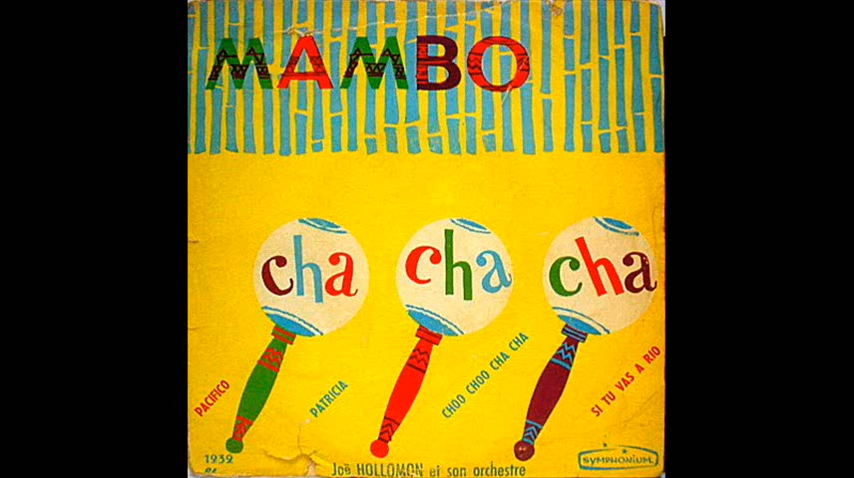 MAMBO
cha cha cha
PACIFICO
PATRICIA
CHOO CHOO CHA CHA
SI TU VAS A RIO
1932
Joë HOLLOMON et son orchestre
SYMPHONIUM